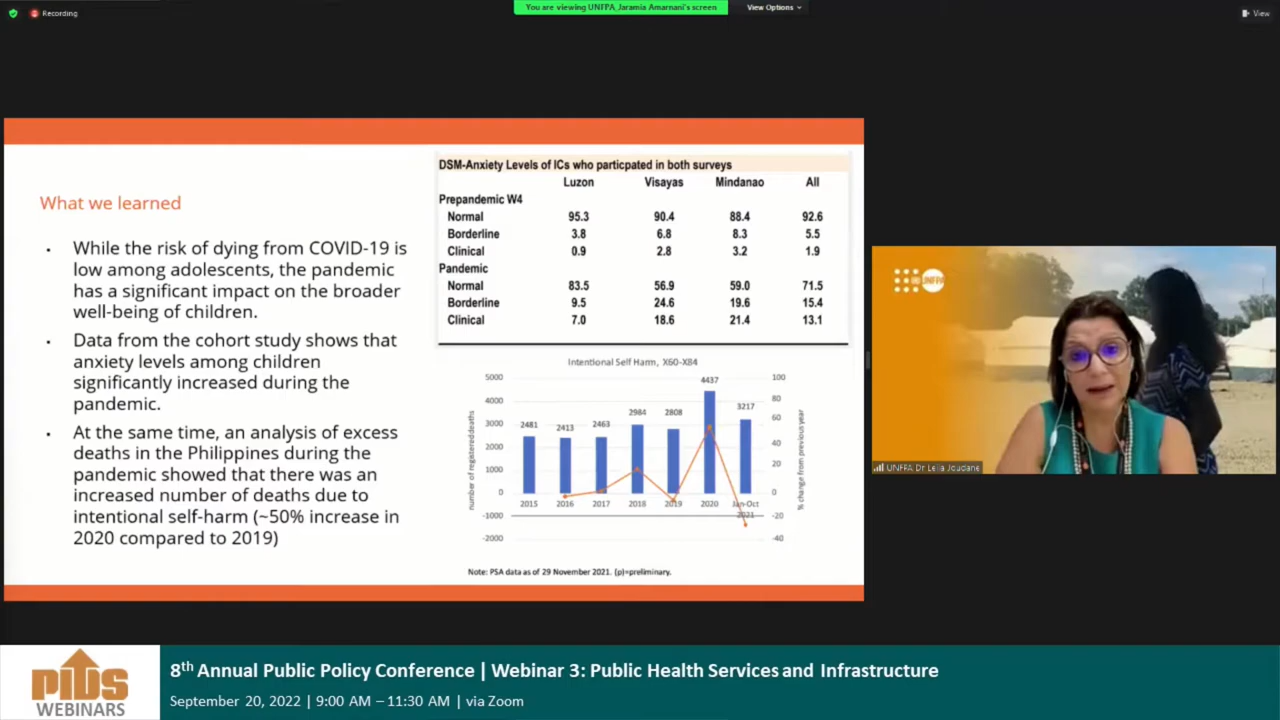 Recording
You are viewing UNFPA, Jaramia Amarnani's screen
View Options
View
What we learned
• While the risk of dying from COVID-19 is
low among adolescents, the pandemic
has a significant impact on the broader
well-being of children.
• Data from the cohort study shows that
anxiety levels among children
significantly increased during the
pandemic.
• At the same time, an analysis of excess
deaths in the Philippines during the
pandemic showed that there was an
increased number of deaths due to
intentional self-harm (~50% increase in
2020 compared to 2019)
DSM-Anxiety Levels of ICs who particpated in both surveys
Luzon Visayas Mindanao All
Prepandemic W4
Normal 95.3 90.4 88.4 92.6
Borderline 3.8 6.8 8.3 5.5
Clinical 0.9 2.8 3.2 1.9
Pandemic
Normal 83.5 56.9 59.0 71.5
Borderline 9.5 24.6 19.6 15.4
Clinical 7.0 18.6 21.4 13.1
Intentional Self Harm, X60-X84
number of registered deaths
5000
4000
3000
2000
1000
0
-1000
-2000
2481 2413 2463 2984 2808 4437 3217
2015 2016 2017 2018 2019 2020 Jan-Oct
2021
100
80
60
40
20
0
-20
-40
% change from previous year
Note: PSA data as of 29 November 2021. (p)=preliminary.
UNFPA
UNFPA Dr Leila Joudane
PIDS
WEBINARS
8th Annual Public Policy Conference | Webinar 3: Public Health Services and Infrastructure
September 20, 2022 | 9:00 AM – 11:30 AM | via Zoom